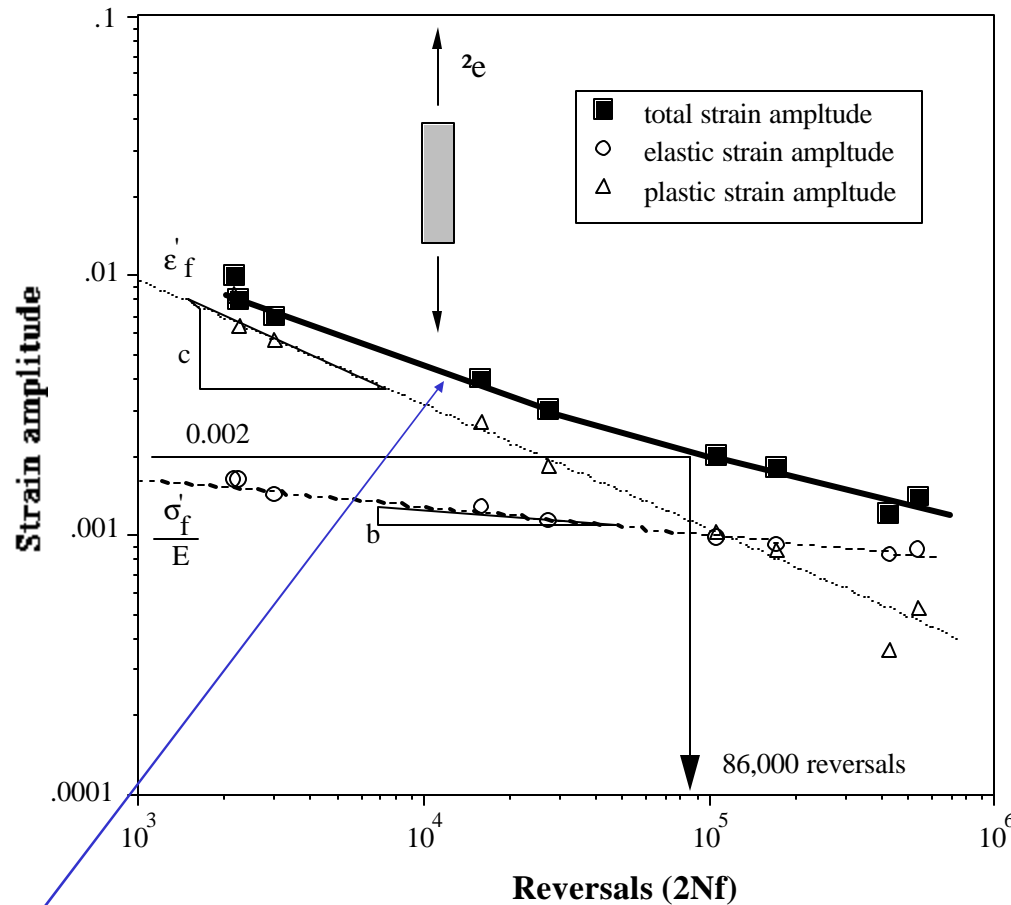 .1
²e
total strain ampltude
elastic strain ampltude
plastic strain ampltude
ε'f
.01
c
0.002
σ'f
E
b
.001
86,000 reversals
.0001
10³
10⁴
10⁵
10⁶
Strain amplitude
Reversals (2Nf)